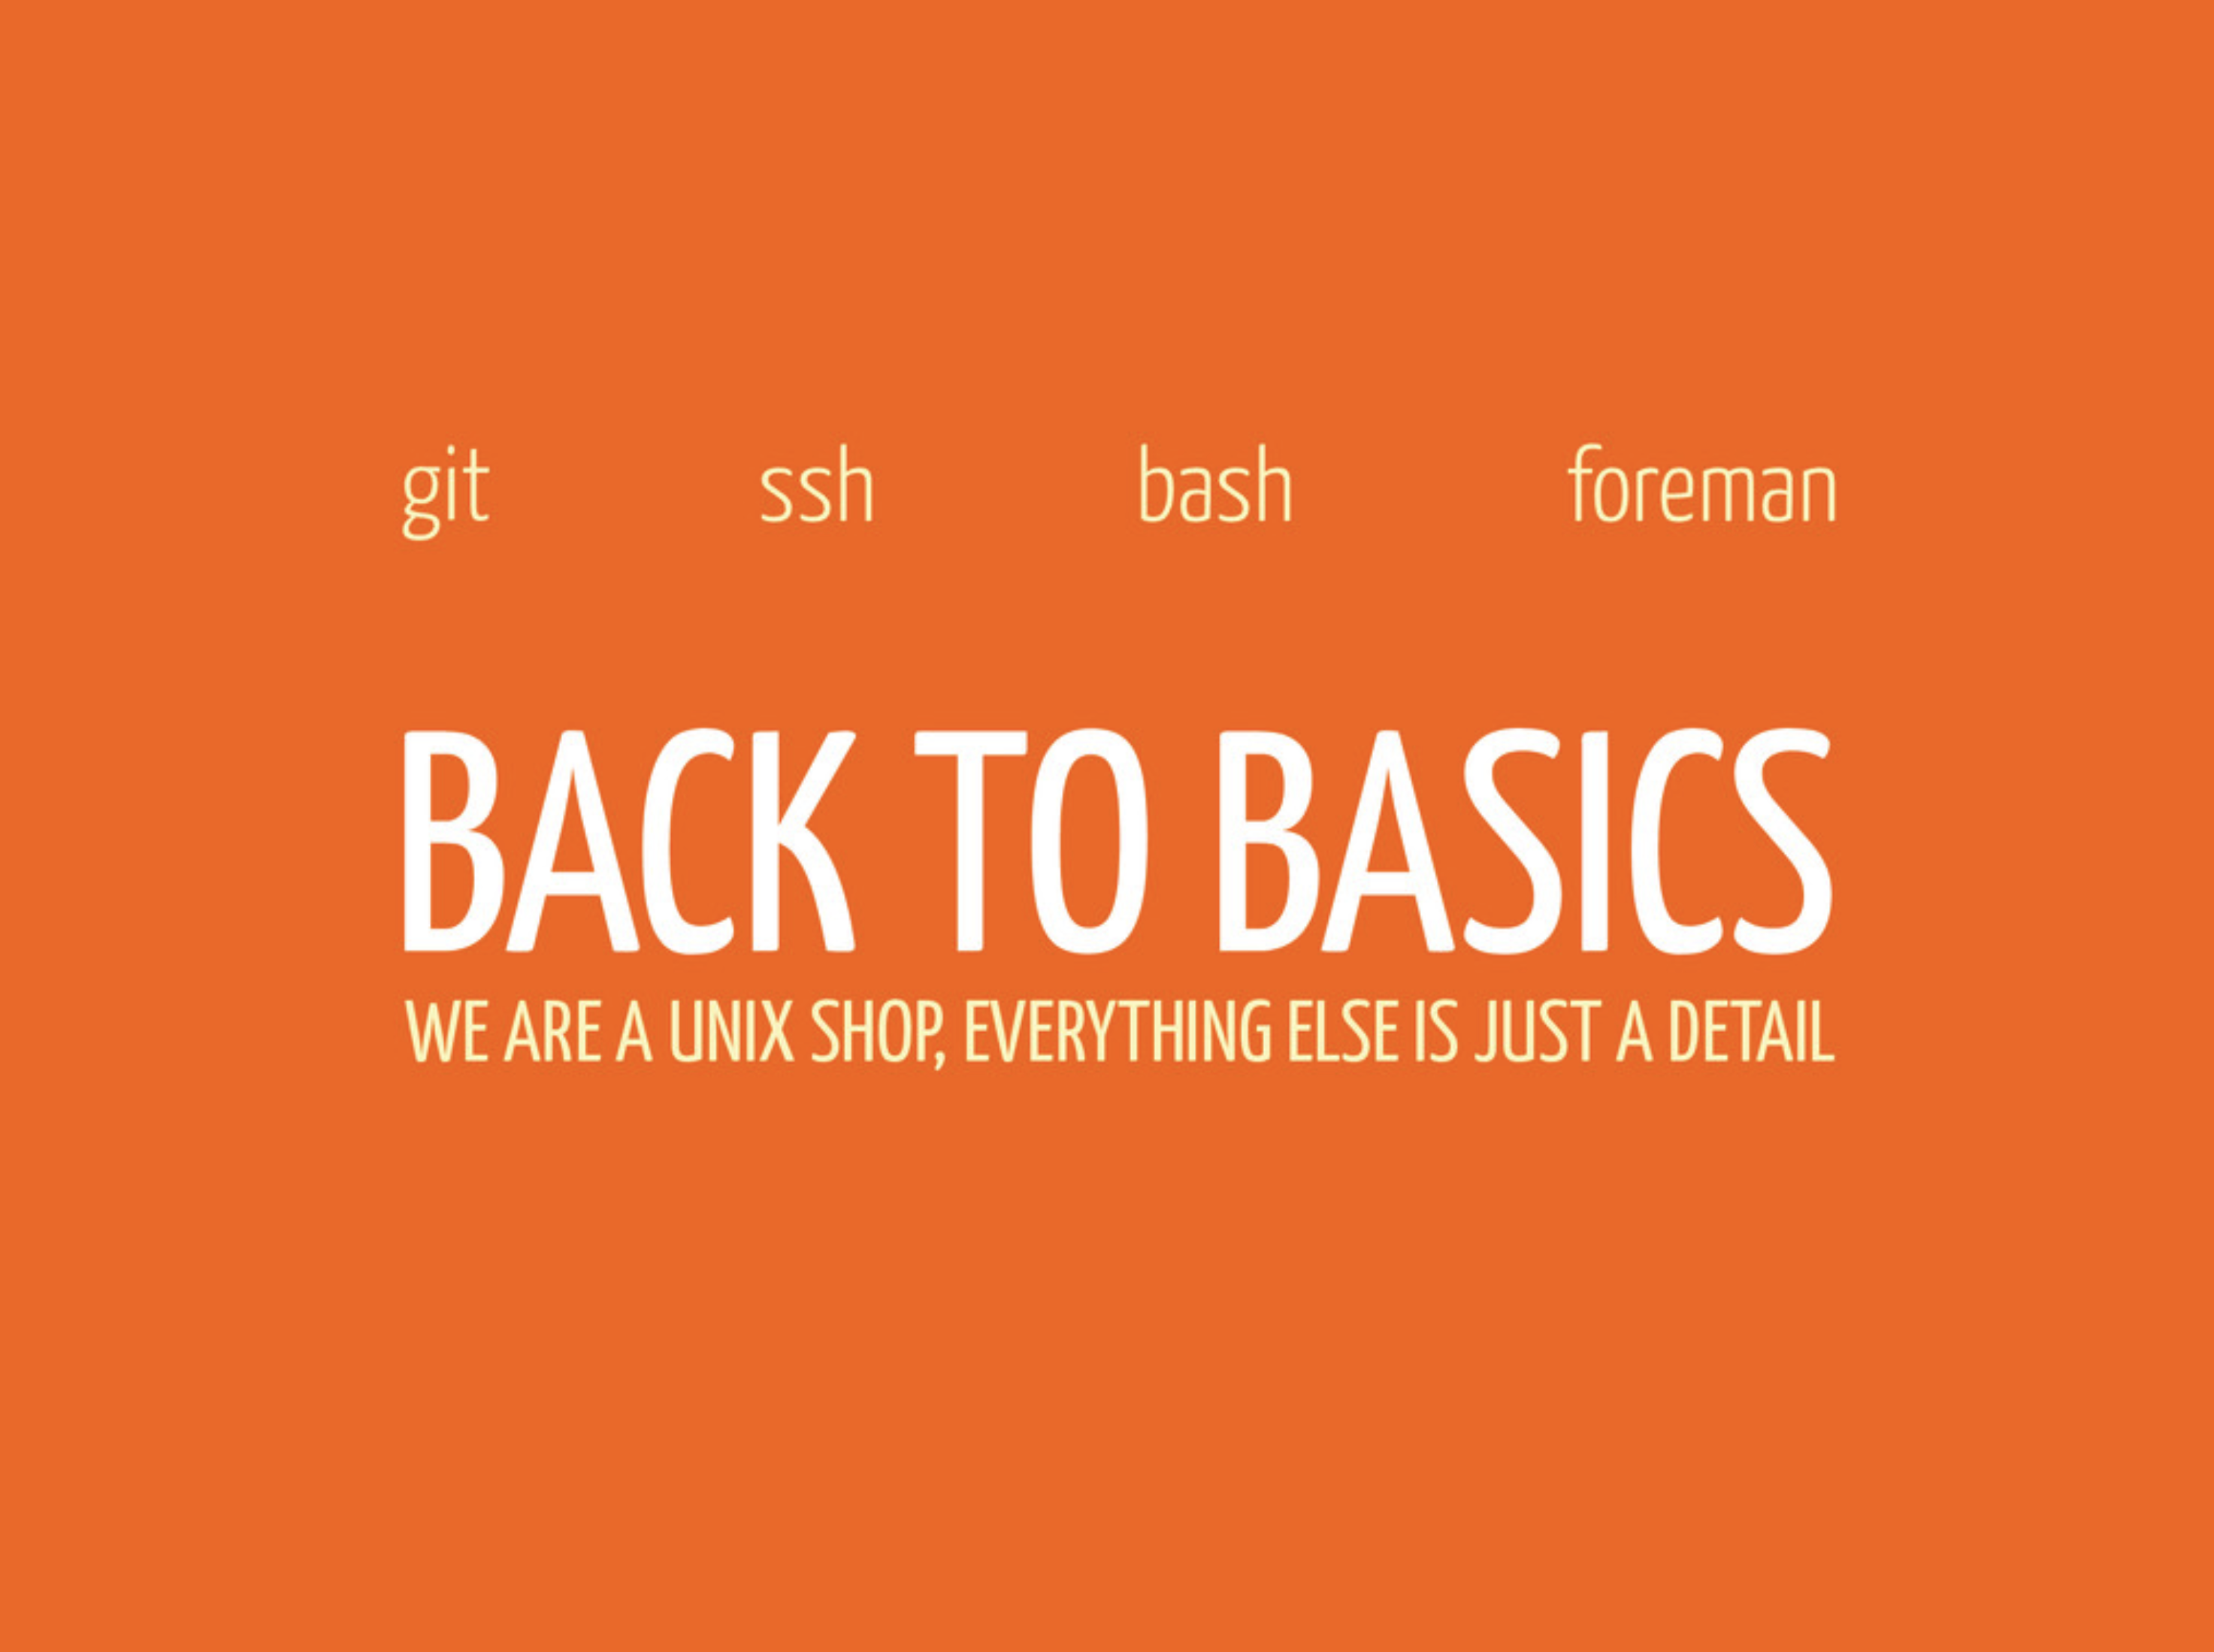 git ssh bash foreman
BACK TO BASICS
WE ARE A UNIX SHOP, EVERYTHING ELSE IS JUST A DETAIL